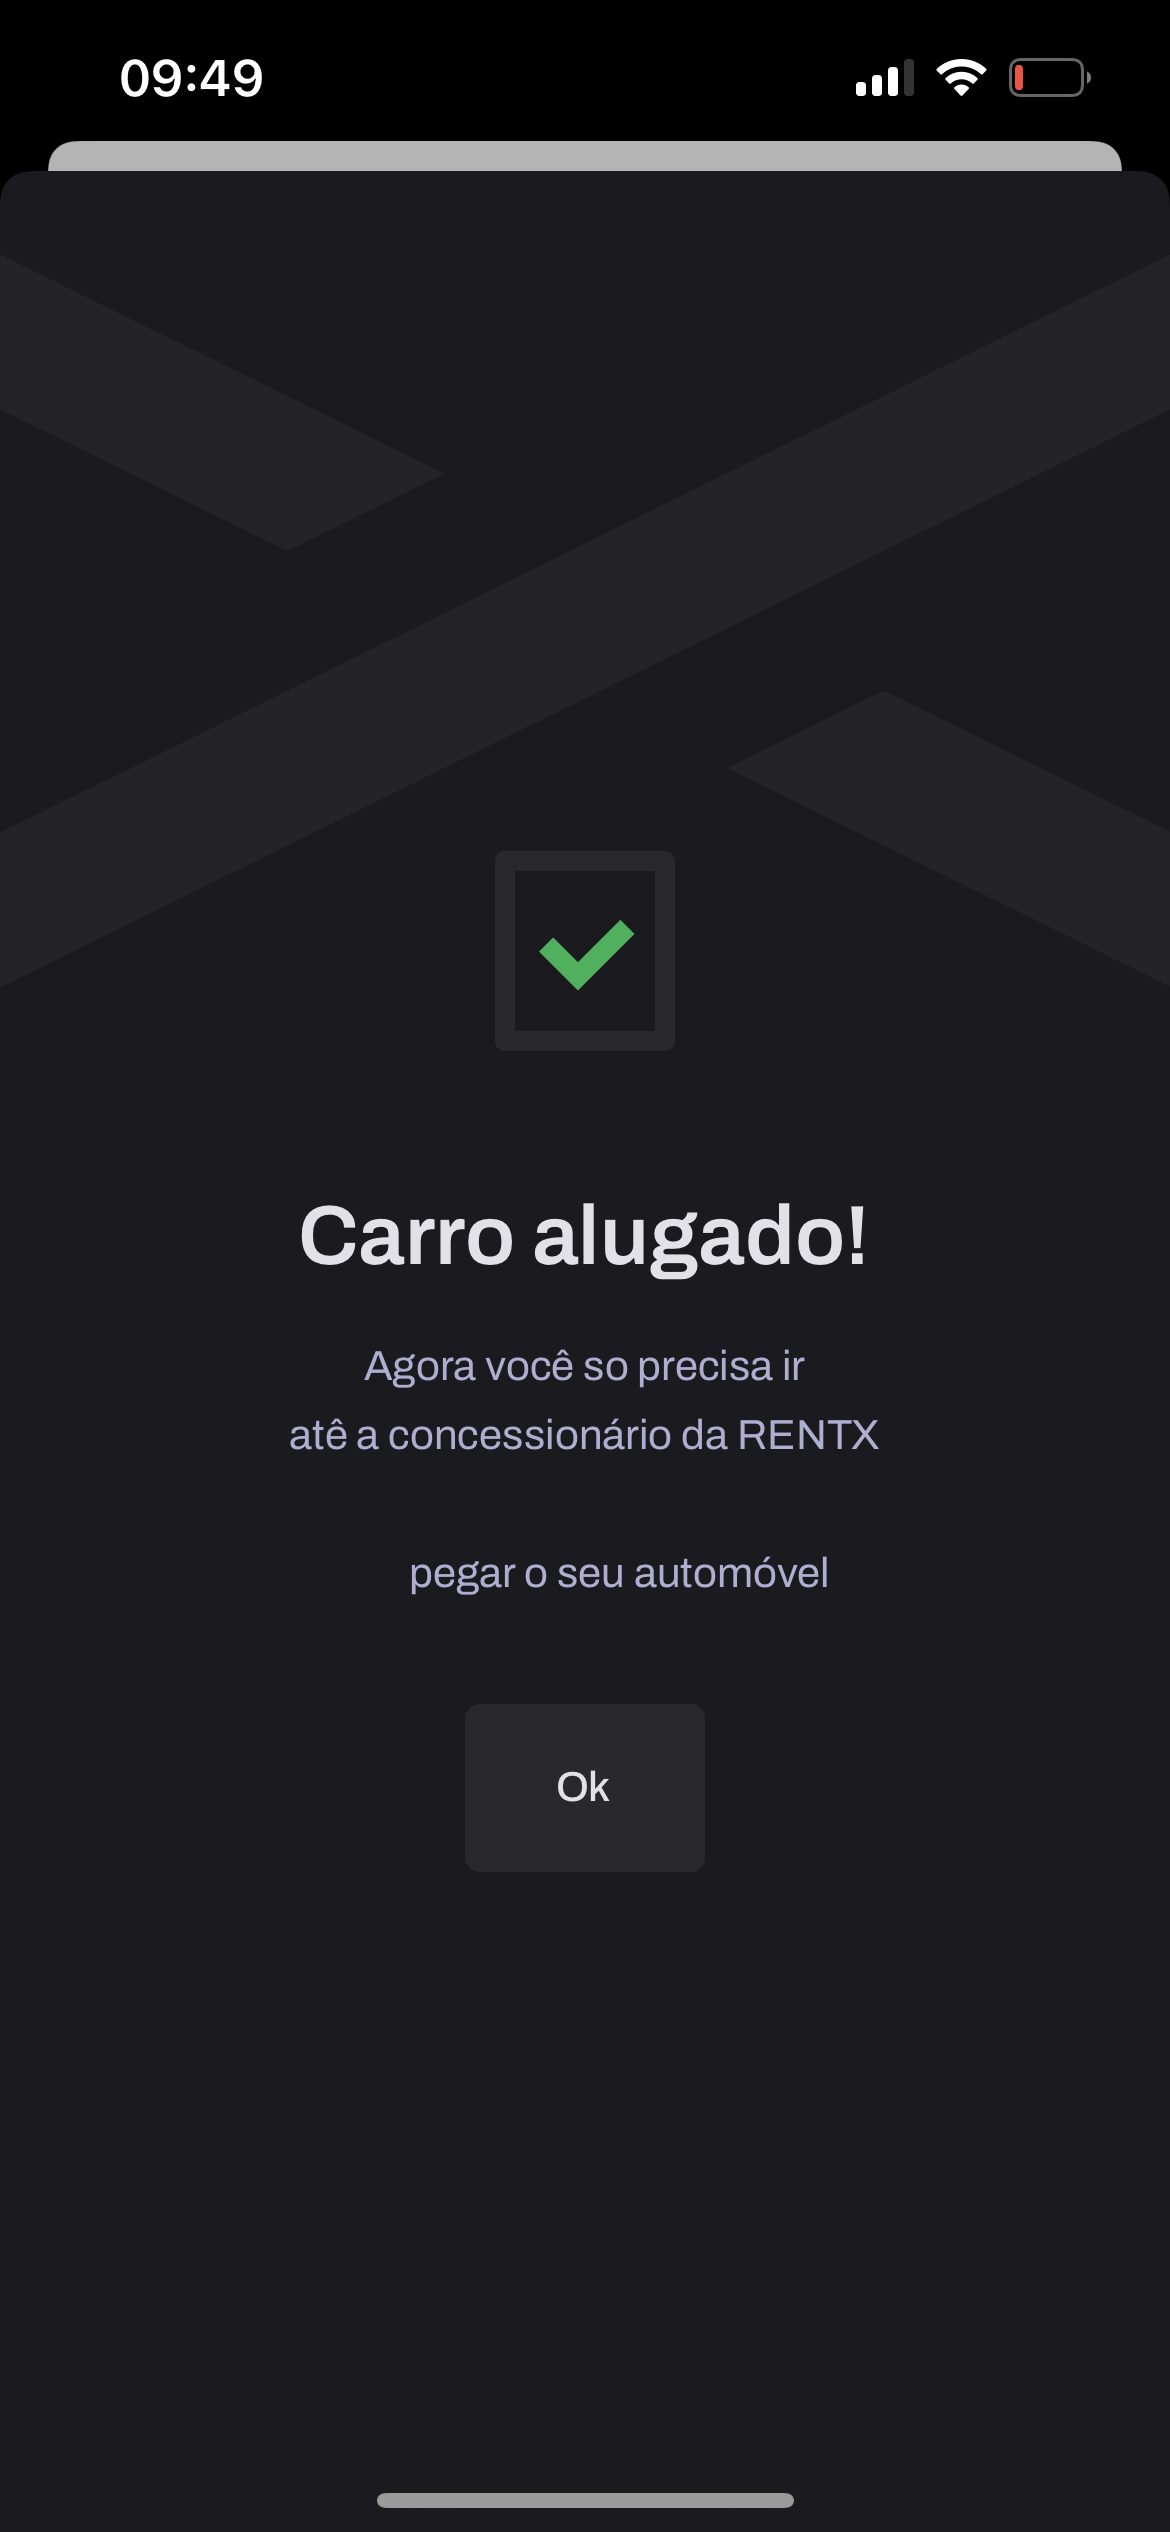 09:49
Carro alugado!
Agora você so precisa ir
atê a concessionário da RENTX
pegar o seu automóvel
Ok